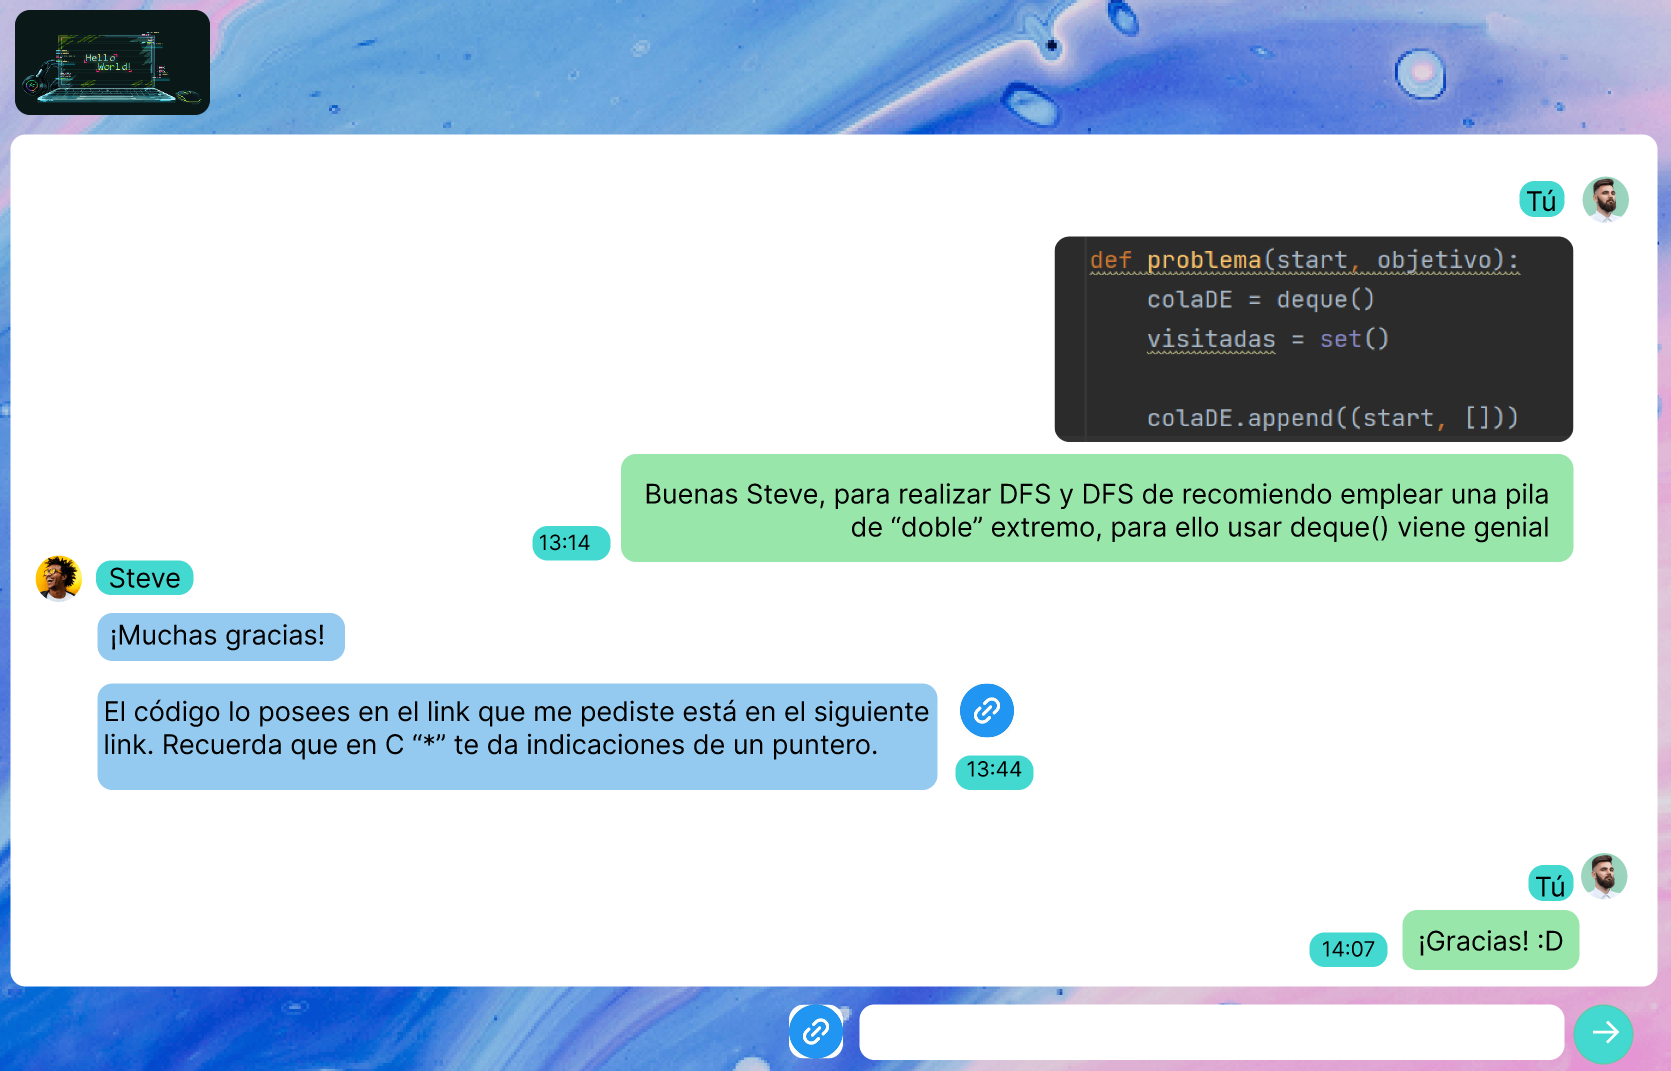 Hello
World!
Tú
def problema(start, objetivo):
colaDE = deque()
visitadas = set()
colaDE.append((start, []))
Buenas Steve, para realizar DFS y DFS de recomiendo emplear una pila
de “doble” extremo, para ello usar deque() viene genial
13:14
Steve
¡Muchas gracias!
El código lo posees en el link que me pediste está en el siguiente
link. Recuerda que en C “*” te da indicaciones de un puntero.
13:44
Tú
¡Gracias! :D
14:07